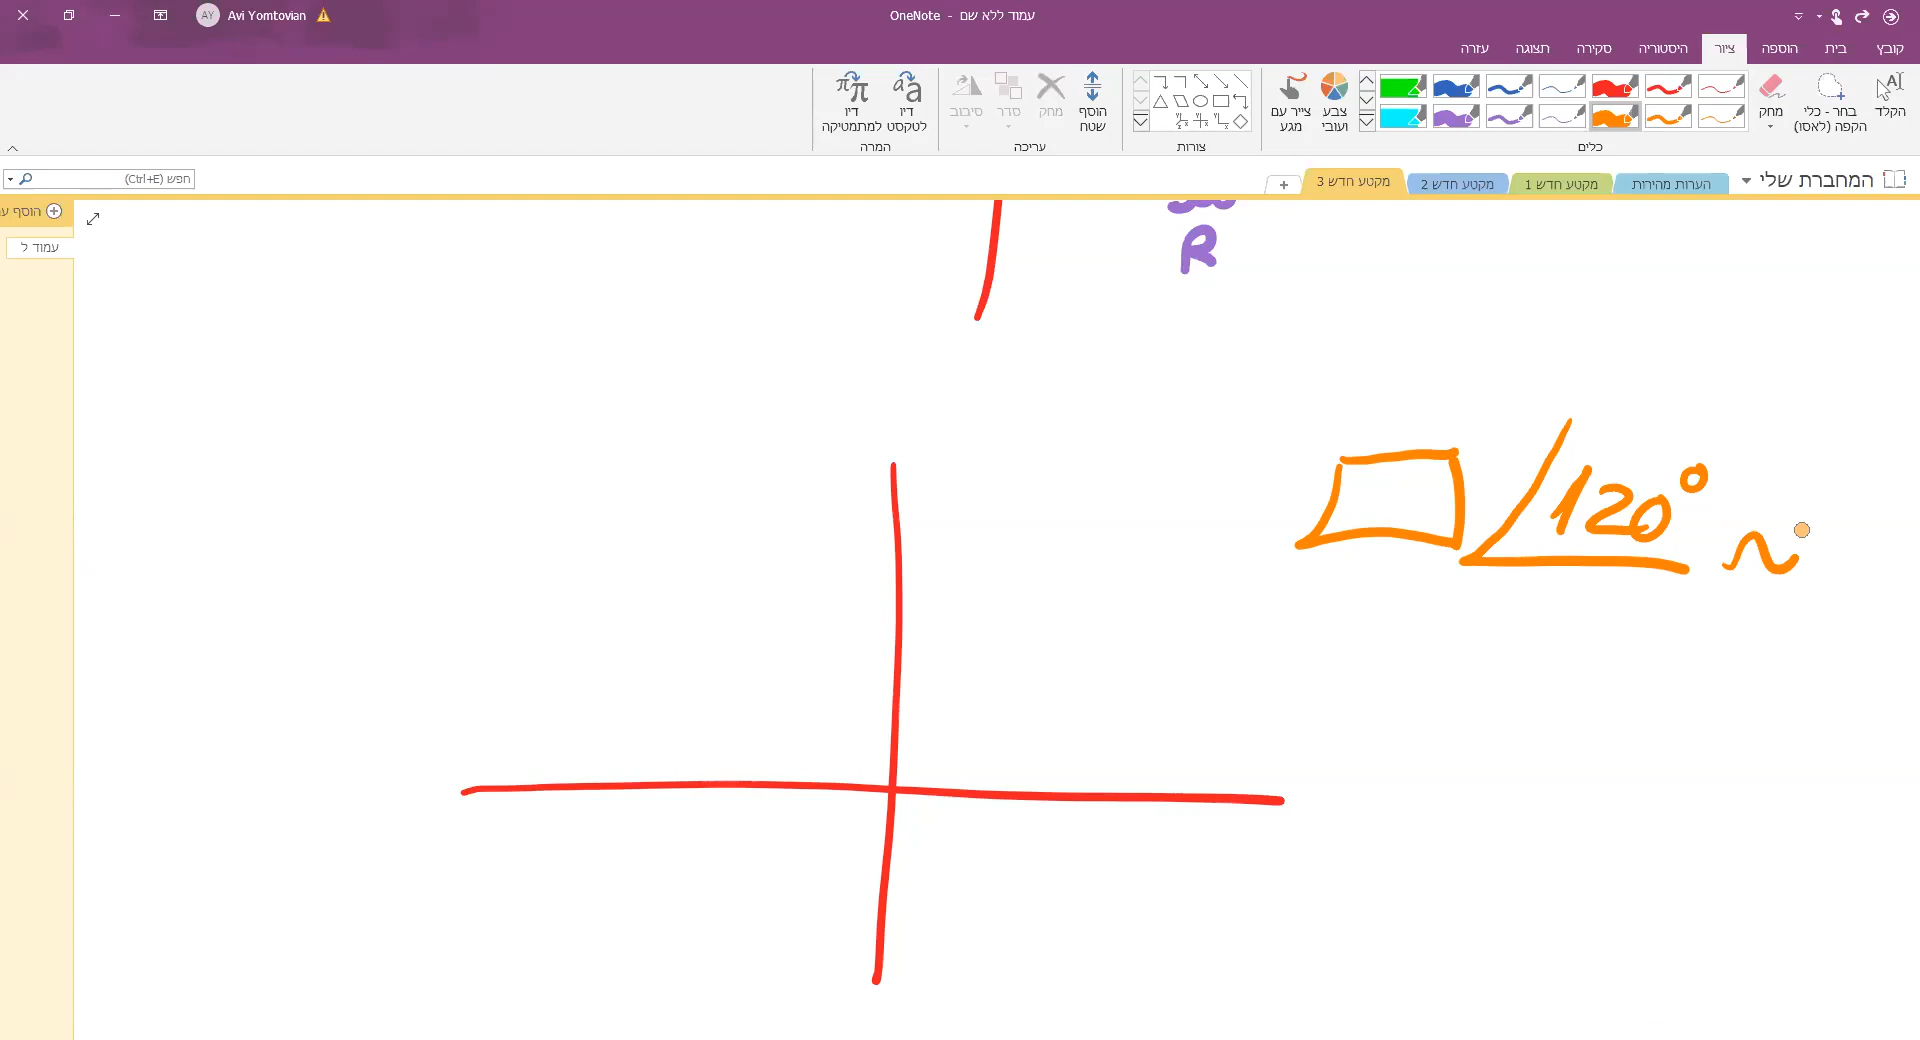 Avi Yomtovian
AY
עמוד ללא שם - OneNote
קובץ
בית
הוספה
ציור
היסטוריה
סקירה
תצוגה
עזרה
הקלד
בחר - כלי הקפה (לאסו)
מחק
כלים
צבע ועובי
צייר עם מגע
צורות
הוסף שטח
מחק
סדר
סיבוב
עריכה
דיו לטקסט
דיו למתמטיקה
המרה
המחברת שלי
הערות מהירות
מקטע חדש 1
מקטע חדש 2
מקטע חדש 3
חפש (Ctrl+E)
הוסף
עמוד ל
R
120°